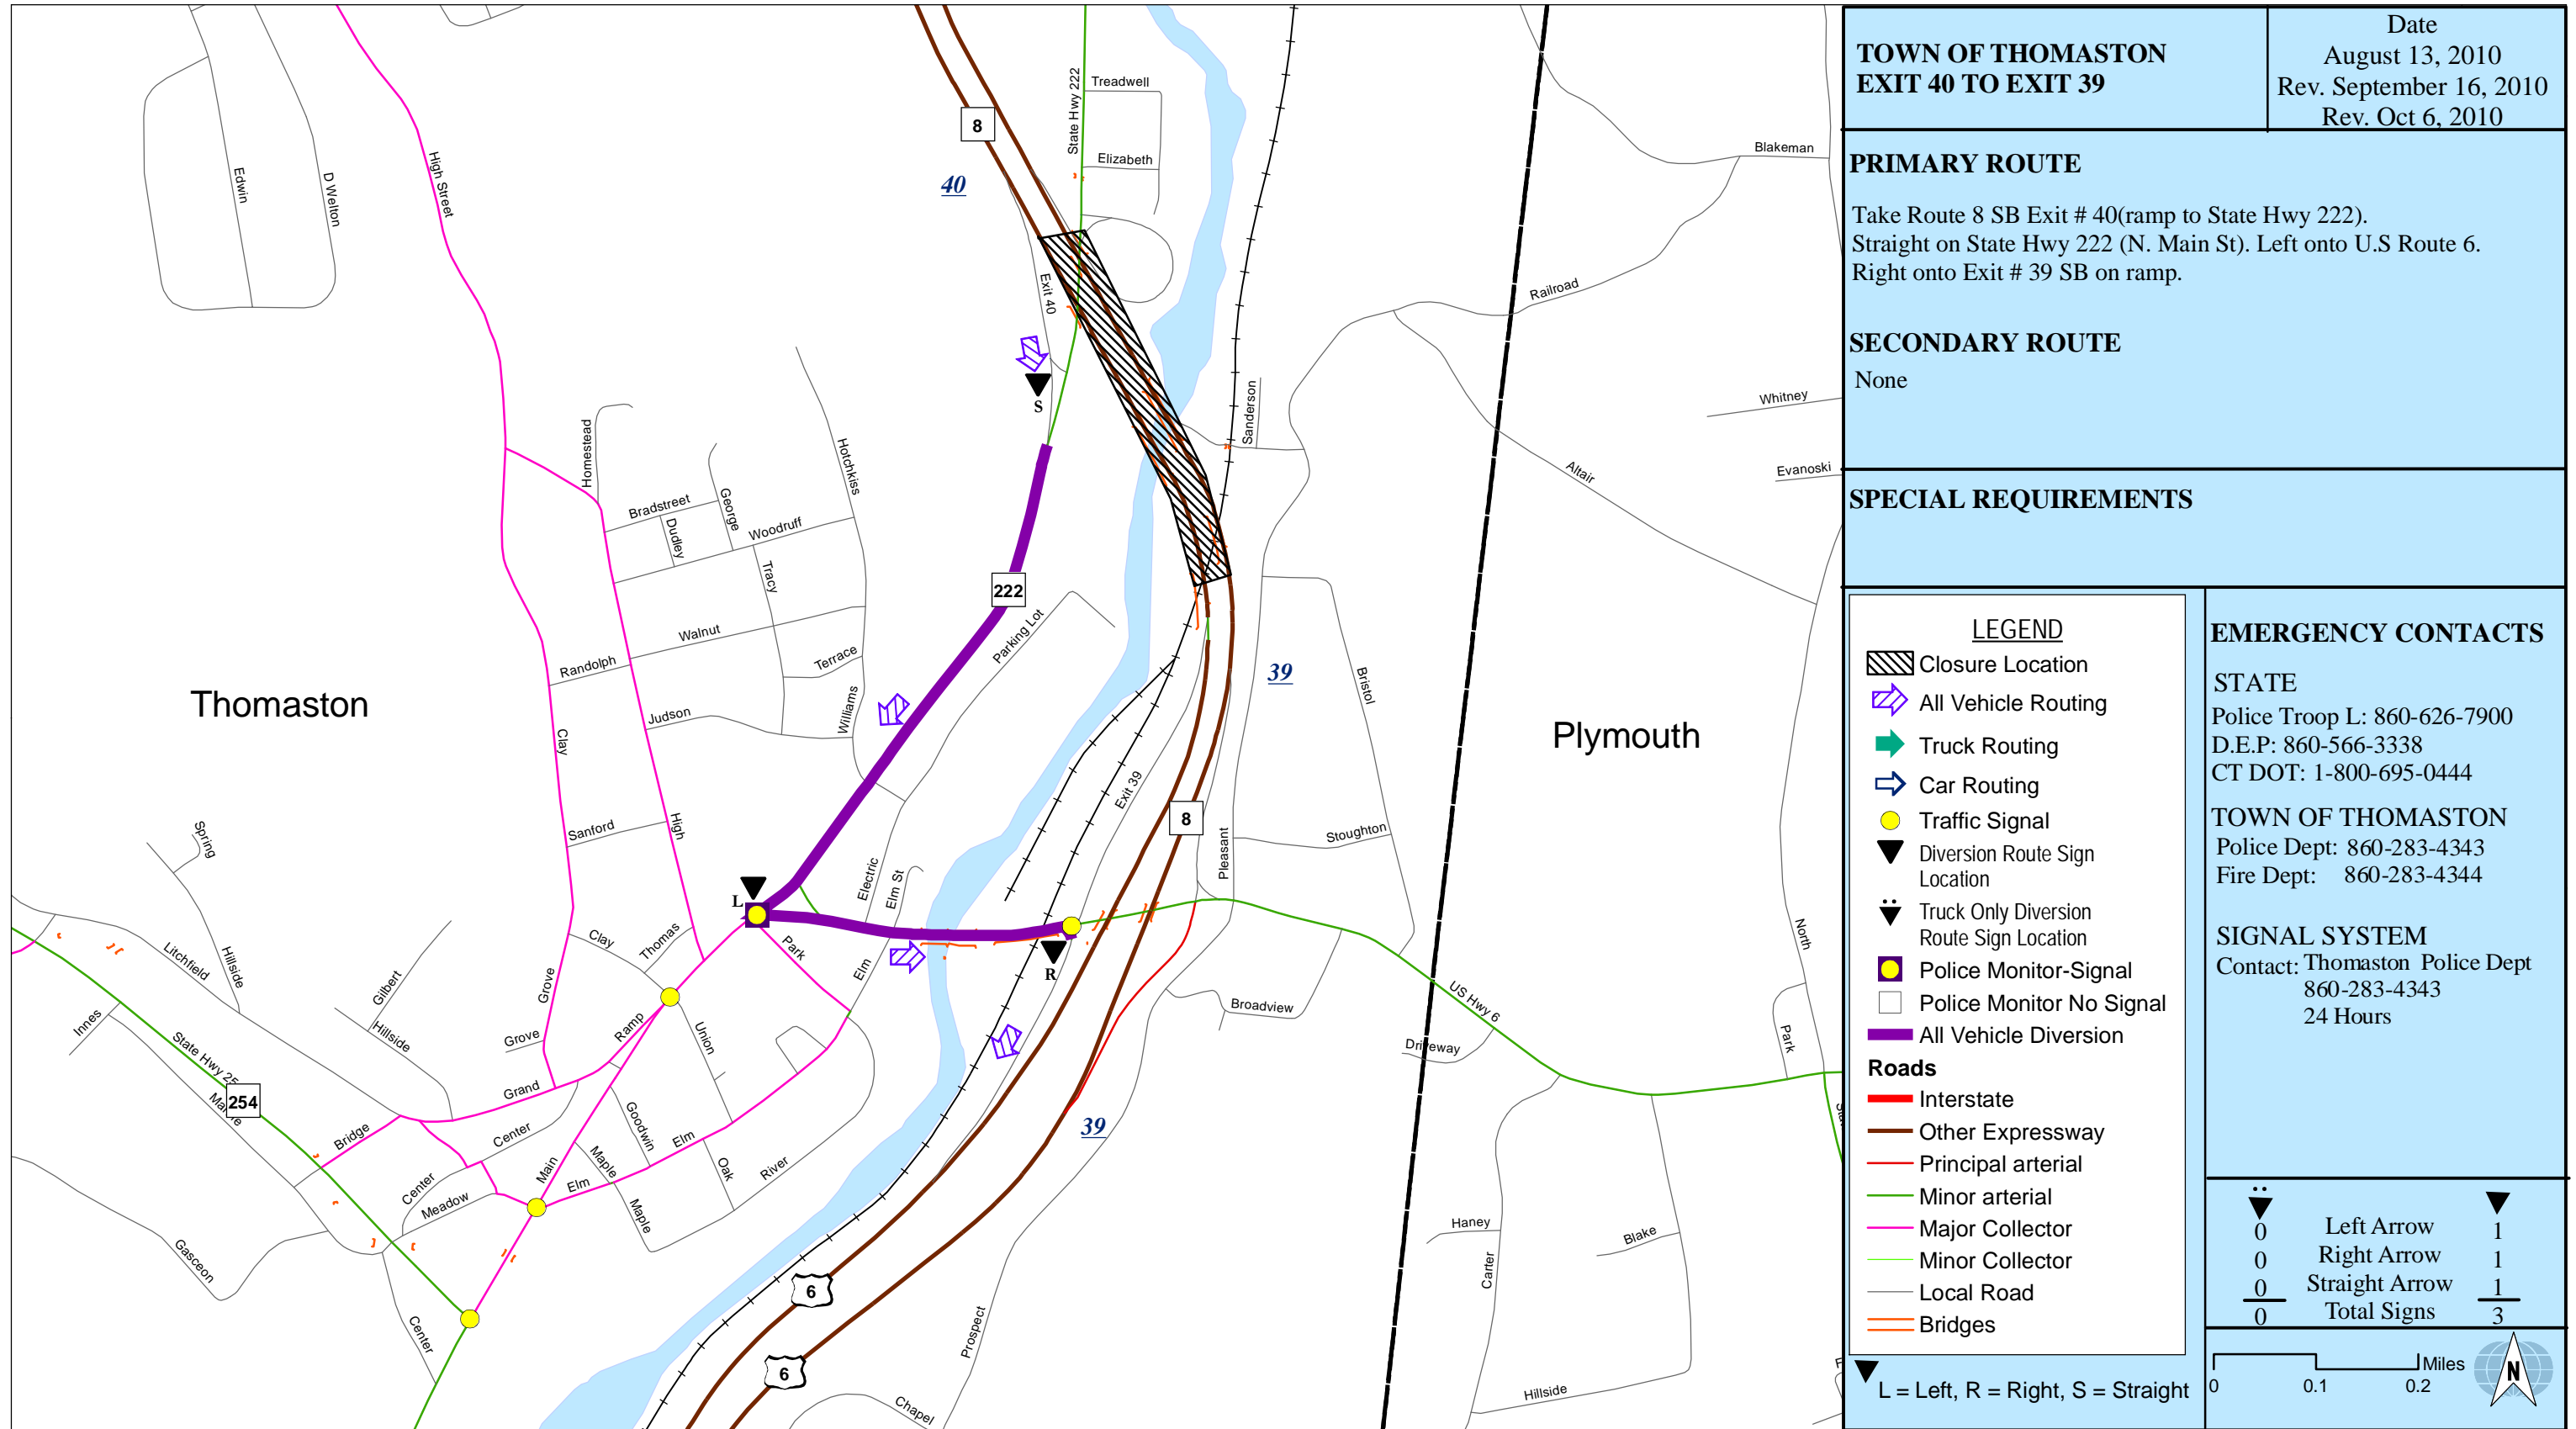 TOWN OF THOMASTON
EXIT 40 TO EXIT 39
Date
August 13, 2010
Rev. September 16, 2010
Rev. Oct 6, 2010
PRIMARY ROUTE
Take Route 8 SB Exit # 40(ramp to State Hwy 222).
Straight on State Hwy 222 (N. Main St). Left onto U.S Route 6.
Right onto Exit # 39 SB on ramp.
SECONDARY ROUTE
None
SPECIAL REQUIREMENTS
LEGEND
Closure Location
All Vehicle Routing
Truck Routing
Car Routing
Traffic Signal
Diversion Route Sign
Location
Truck Only Diversion
Route Sign Location
Police Monitor-Signal
Police Monitor No Signal
All Vehicle Diversion
Roads
Interstate
Other Expressway
Principal arterial
Minor arterial
Major Collector
Minor Collector
Local Road
Bridges
L = Left, R = Right, S = Straight
EMERGENCY CONTACTS
STATE
Police Troop L: 860-626-7900
D.E.P: 860-566-3338
CT DOT: 1-800-695-0444
TOWN OF THOMASTON
Police Dept: 860-283-4343
Fire Dept: 860-283-4344
SIGNAL SYSTEM
Contact: Thomaston Police Dept
860-283-4343
24 Hours
0 Left Arrow 1
0 Right Arrow 1
0 Straight Arrow 1
0 Total Signs 3
Miles
0 0.1 0.2
N
Thomaston
Plymouth
Edwin
D Welton
High Street
8
40
State Hwy 222
Treadwell
Elizabeth
Exit 40
S
Blakeman
Railroad
Whitney
Evanoski
Altair
Sanderson
Homestead
Bradstreet
Dudley
George
Woodruff
Hotchkiss
Tracy
222
Parking Lot
Walnut
Terrace
Randolph
Judson
Williams
Clay
39
Bristol
Exit 39
8
Pleasant
Stoughton
Spring
Sanford
High
Electric
Elm St
L
R
Litchfield
Hillside
Gilbert
Hillside
Clay
Thomas
Park
Elm
Grove
Grove
Ramp
Union
Broadview
US Hwy 6
Driveway
North
Park
Innes
State Hwy 25
254
Grand
Bridge
Center
Goodwin
Elm
Oak
River
39
Center
Meadow
Main
Elm
Maple
Maple
Gasceon
Center
6
6
Prospect
Chapel
Haney
Carter
Blake
Hillside